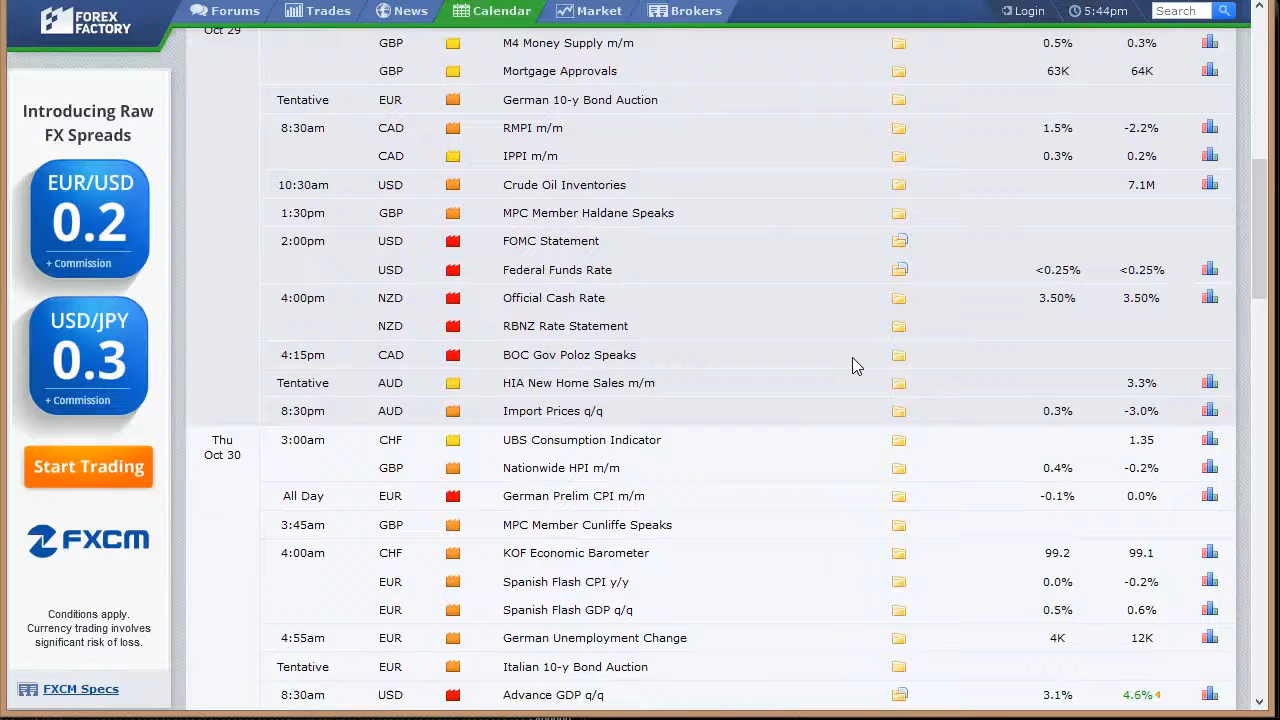 FOREX FACTORY
Forums Trades News Calendar Market Brokers Login 5:44pm Search
Introducing Raw
FX Spreads
EUR/USD
0.2
+ Commission
USD/JPY
0.3
+ Commission
Start Trading
FXCM
Conditions apply.
Currency trading involves
significant risk of loss.
FXCM Specs
Oct 29
GBP M4 Money Supply m/m 0.5% 0.3%
GBP Mortgage Approvals 63K 64K
Tentative EUR German 10-y Bond Auction
8:30am CAD RMPI m/m 1.5% -2.2%
CAD IPPI m/m 0.3% 0.2%
10:30am USD Crude Oil Inventories 7.1M
1:30pm GBP MPC Member Haldane Speaks
2:00pm USD FOMC Statement
USD Federal Funds Rate <0.25% <0.25%
4:00pm NZD Official Cash Rate 3.50% 3.50%
NZD RBNZ Rate Statement
4:15pm CAD BOC Gov Poloz Speaks
Tentative AUD HIA New Home Sales m/m 3.3%
8:30pm AUD Import Prices q/q 0.3% -3.0%
Thu 3:00am CHF UBS Consumption Indicator 1.35
Oct 30
GBP Nationwide HPI m/m 0.4% -0.2%
All Day EUR German Prelim CPI m/m -0.1% 0.0%
3:45am GBP MPC Member Cunliffe Speaks
4:00am CHF KOF Economic Barometer 99.2 99.1
EUR Spanish Flash CPI y/y 0.0% -0.2%
EUR Spanish Flash GDP q/q 0.5% 0.6%
4:55am EUR German Unemployment Change 4K 12K
Tentative EUR Italian 10-y Bond Auction
8:30am USD Advance GDP q/q 3.1% 4.6%